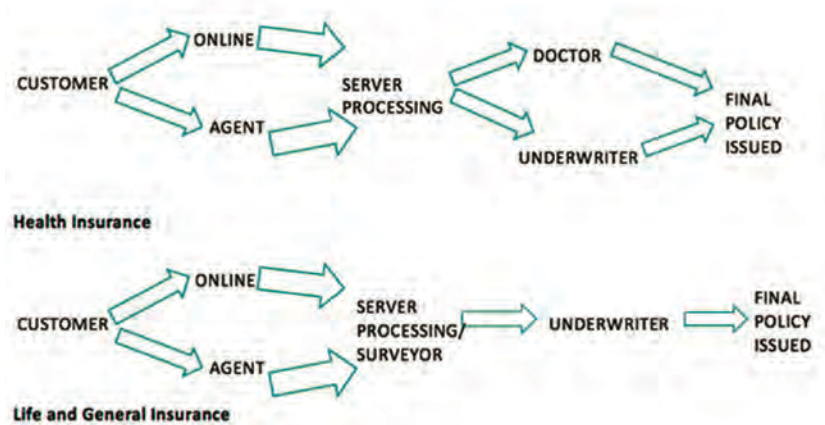 ONLINE
CUSTOMER
AGENT
SERVER
PROCESSING
DOCTOR
UNDERWRITER
FINAL
POLICY
ISSUED
Health Insurance
ONLINE
CUSTOMER
AGENT
SERVER
PROCESSING/
SURVEYOR
UNDERWRITER
FINAL
POLICY
ISSUED
Life and General Insurance